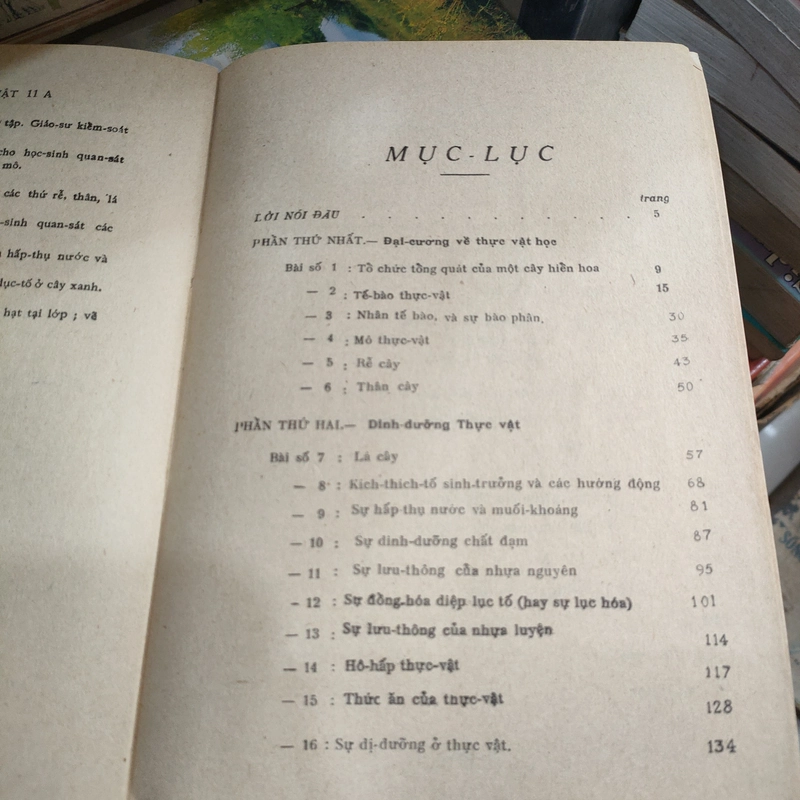 ẬT II A
tập. Giáo-sư kiểm-soát
cho học-sinh quan-sát
mô.
các thứ rễ, thân, lá
-sinh quan-sát các
hấp-thụ nước và
lục-tố ở cây xanh.
hạt tại lớp ; vẽ
MỤC-LỤC
trang
LỜI NÓI ĐẦU . . . . . . . . . . . 5
PHẦN THỨ NHẤT.— Đại-cương về thực vật học
Bài số 1 : Tổ chức tổng quát của một cây hiển hoa 9
— 2 : Tế-bào thực-vật 15
— 3 : Nhân tế bào, và sự bào phân. 30
— 4 : Mô thực-vật 35
— 5 : Rễ cây 43
— 6 : Thân cây 50
PHẦN THỨ HAI.— Dinh-dưỡng Thực vật
Bài số 7 : Lá cây 57
— 8 : Kích-thích-tố sinh-trưởng và các hướng động 68
— 9 : Sự hấp-thụ nước và muối-khoáng 81
— 10 : Sự dinh-dưỡng chất đạm 87
— 11 : Sự lưu-thông của nhựa nguyên 95
- 12 : Sự đồng-hóa diệp lục tố (hay sự lục hóa) 101
— 13 : Sự lưu-thông của nhựa luyện 114
— 14 : Hô-hấp thực-vật 117
— 15 : Thức ăn của thực-vật 128
— 16 : Sự dị-dưỡng ở thực vật. 134